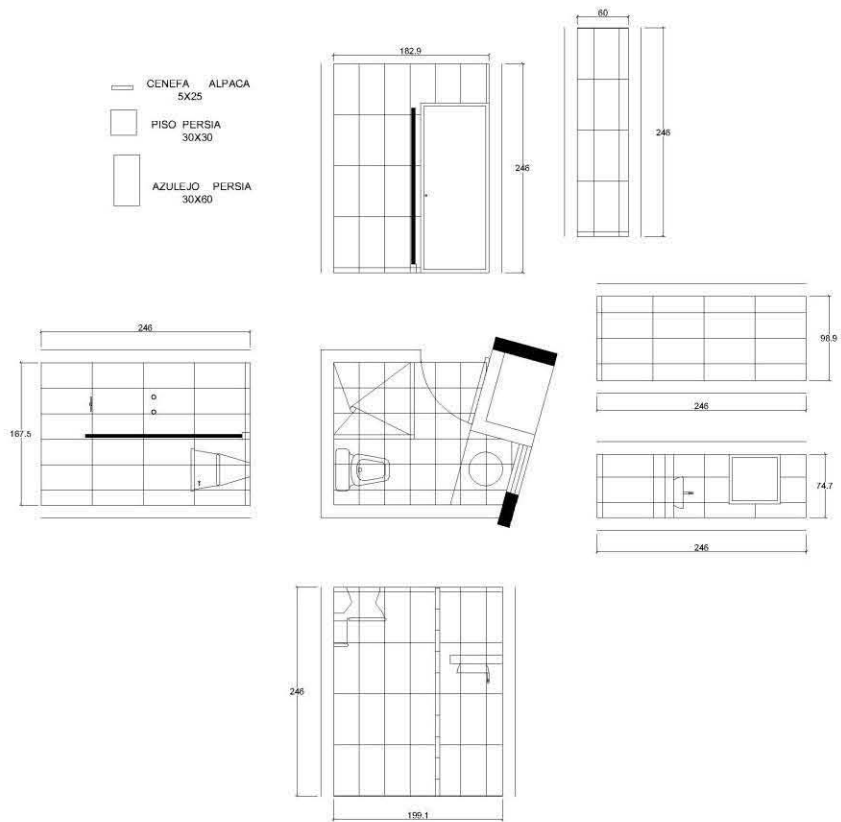 60
182.9
CENEFA ALPACA
5X25
PISO PERSIA
30X30
246
246
AZULEJO PERSIA
30X60
246
98.9
246
167.5
74.7
246
246
199.1